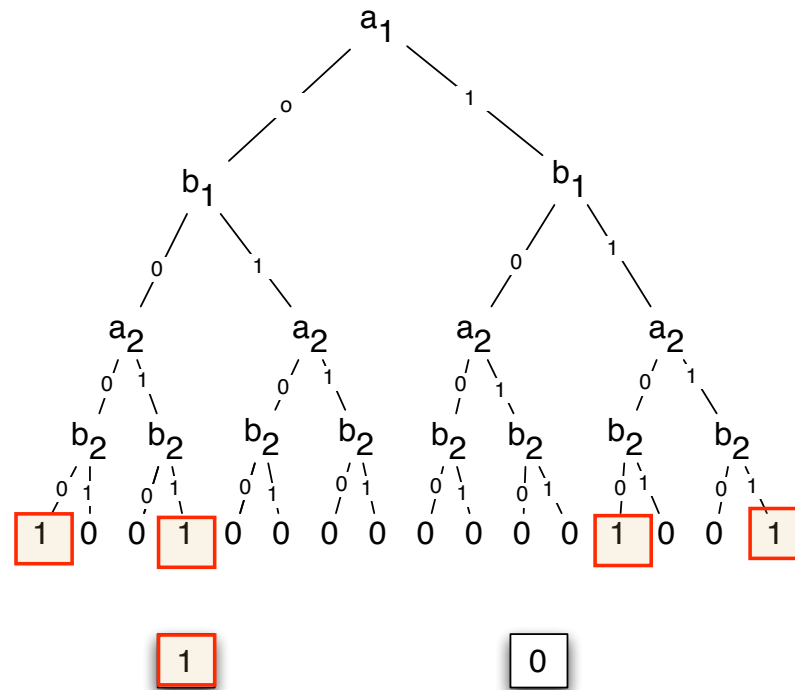 a1
o 1
b1 b1
0 1 0 1
a2 a2 a2 a2
0 1 0 1 0 1 0 1
b2 b2 b2 b2 b2 b2 b2 b2
0 1 0 1 0 1 0 1 0 1 0 1 0 1 0 1
1 0 0 1 0 0 0 0 0 0 0 0 1 0 0 1
1 0